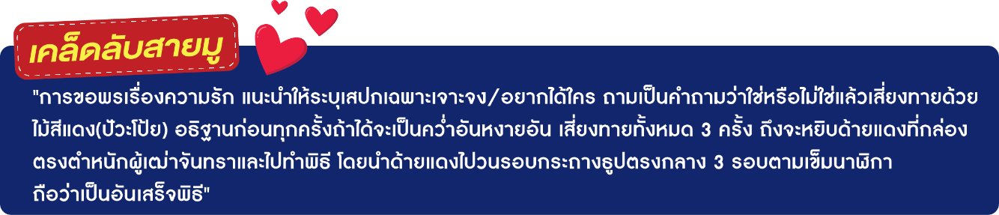 เคล็ดลับสายมู
"การขอพรเรื่องความรัก แนะนำให้ระบุเสปกเฉพาะเจาะจง/อยากได้ใคร ถามเป็นคำถามว่าใช่หรือไม่ใช่แล้วเสี่ยงทายด้วย
ไม้สีแดง(ปัวะโป้ย) อธิฐานก่อนทุกครั้งถ้าได้จะเป็นคว่ำอันหงายอัน เสี่ยงทายทั้งหมด 3 ครั้ง ถึงจะหยิบด้ายแดงที่กล่อง
ตรงตำหนักผู้เฒ่าจันทราและไปทำพิธี โดยนำด้ายแดงไปวนรอบกระถางธูปตรงกลาง 3 รอบตามเข็มนาฬิกา
ถือว่าเป็นอันเสร็จพิธี"